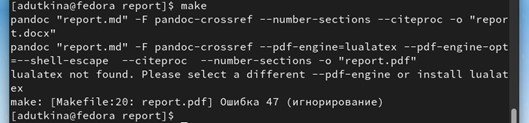 [adutkina@fedora report]$ make
pandoc "report.md" -F pandoc-crossref --number-sections --citeproc -o "repor
t.docx"
pandoc "report.md" -F pandoc-crossref --pdf-engine=lualatex --pdf-engine-opt
=--shell-escape  --citeproc  --number-sections -o "report.pdf"
lualatex not found. Please select a different --pdf-engine or install lualat
ex
make: [Makefile:20: report.pdf] Ошибка 47 (игнорирование)
[adutkina@fedora report]$